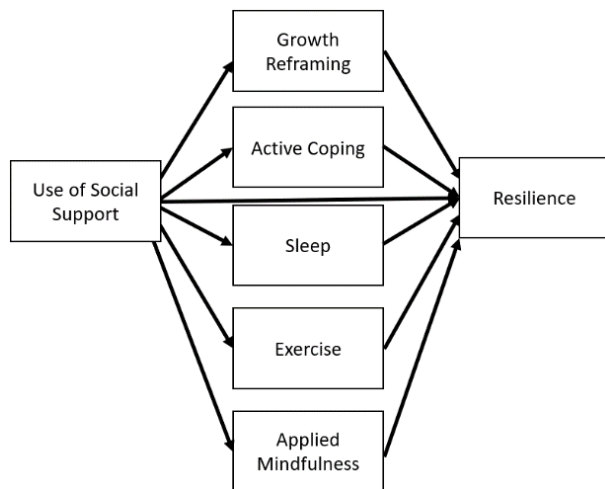 Growth
Reframing
Active Coping
Use of Social
Support
Resilience
Sleep
Exercise
Applied
Mindfulness